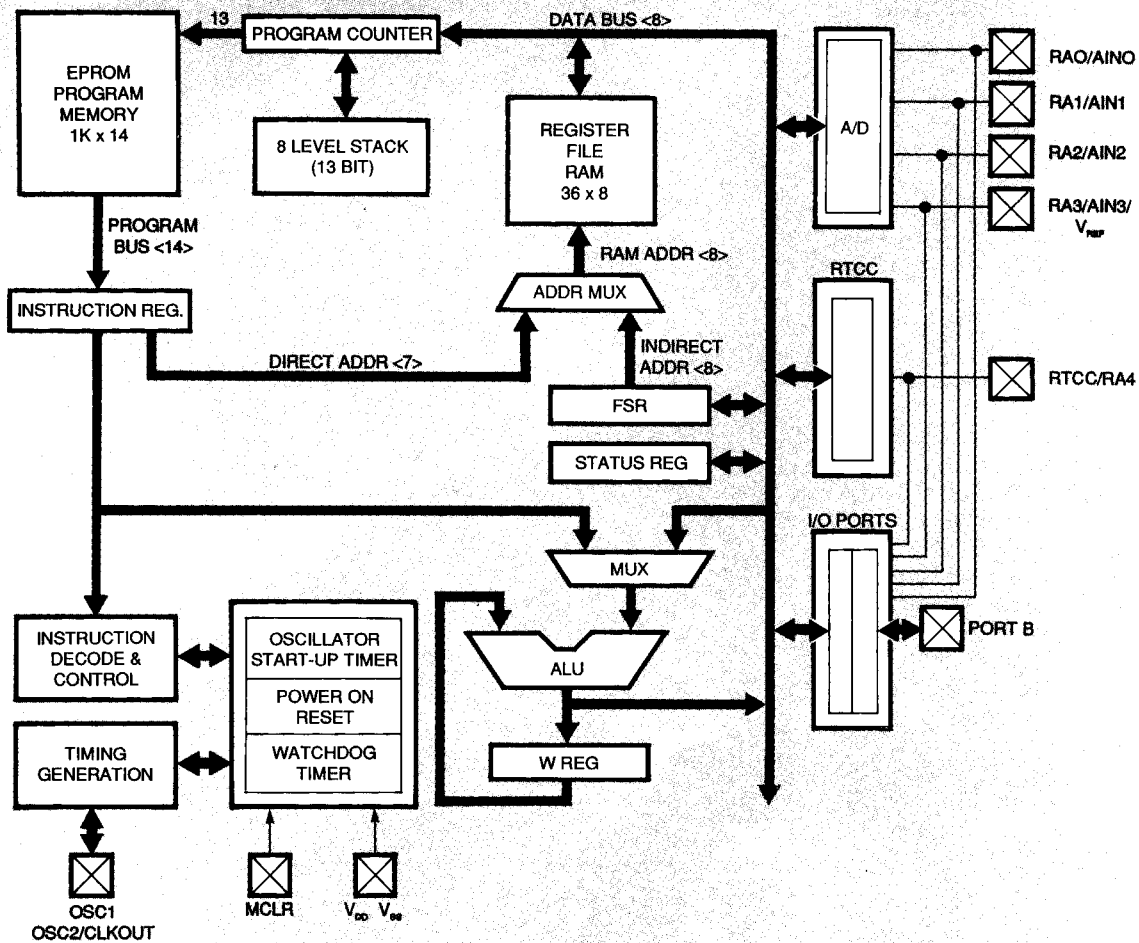 13
PROGRAM COUNTER
DATA BUS <8>
EPROM
PROGRAM
MEMORY
1K x 14
8 LEVEL STACK
(13 BIT)
REGISTER
FILE
RAM
36 x 8
A/D
RA0/AIN0
RA1/AIN1
RA2/AIN2
RA3/AIN3/
VREF
PROGRAM
BUS <14>
RAM ADDR <8>
RTCC
ADDR MUX
INSTRUCTION REG.
DIRECT ADDR <7>
INDIRECT
ADDR <8>
RTCC/RA4
FSR
STATUS REG
I/O PORTS
MUX
INSTRUCTION
DECODE &
CONTROL
OSCILLATOR
START-UP TIMER
POWER ON
RESET
WATCHDOG
TIMER
ALU
PORT B
TIMING
GENERATION
W REG
OSC1
OSC2/CLKOUT
MCLR
VDD VSS